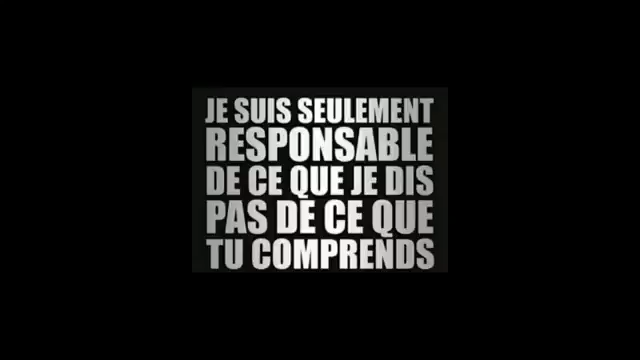 JE SUIS SEULEMENT
RESPONSABLE
DE CE QUE JE DIS
PAS DE CE QUE
TU COMPRENDS